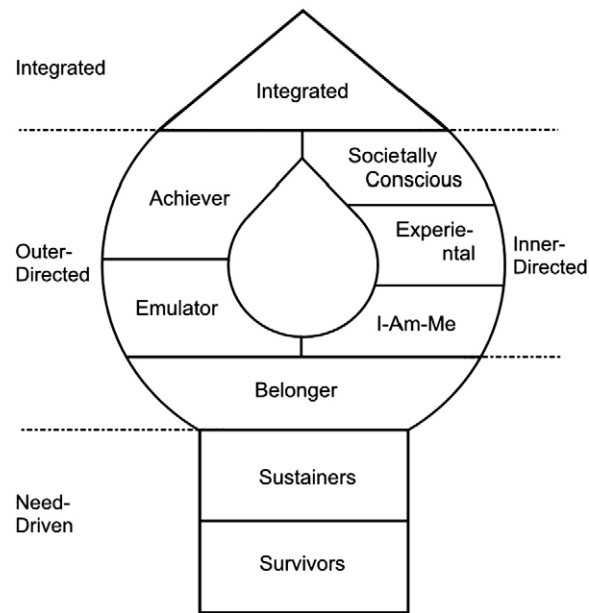 Integrated
Integrated
Societally
Conscious
Achiever
Experie-
ntal
Outer-
Directed
Inner-
Directed
Emulator
I-Am-Me
Belonger
Sustainers
Need-
Driven
Survivors